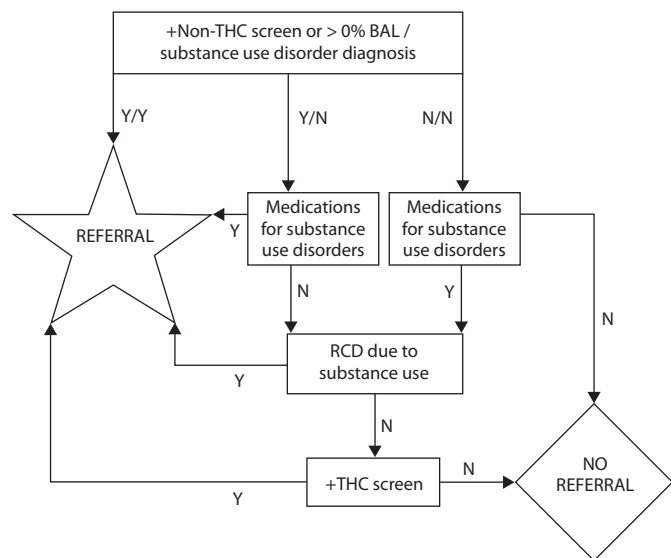 +Non-THC screen or > 0% BAL /
substance use disorder diagnosis
Y/Y
Y/N
N/N
REFERRAL
Y
Medications
for substance
use disorders
Medications
for substance
use disorders
N
Y
N
RCD due to
substance use
Y
N
+THC screen
Y
N
NO
REFERRAL